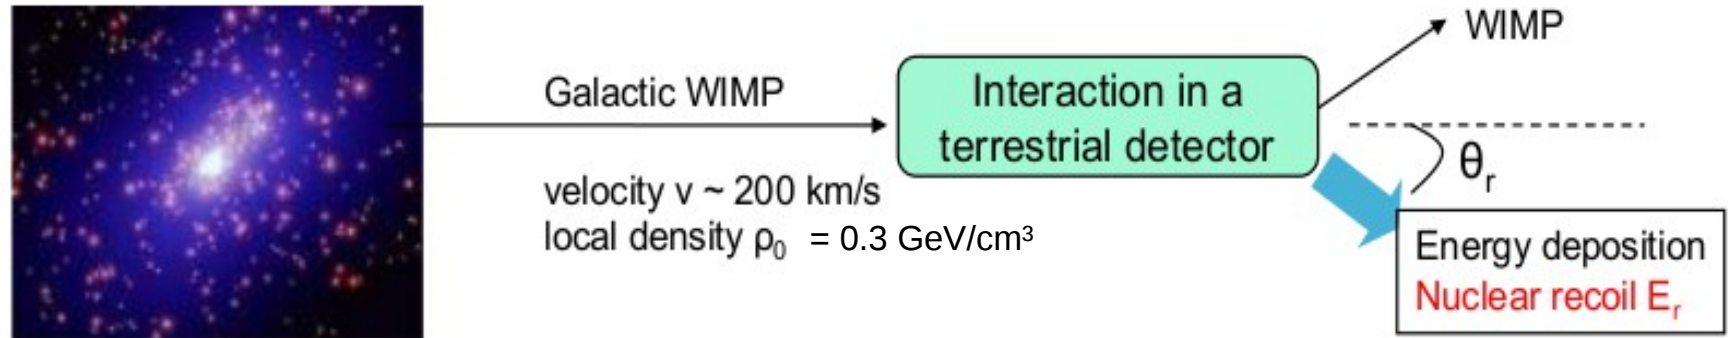 Galactic WIMP
velocity v ~ 200 km/s
local density ρ₀ = 0.3 GeV/cm³
Interaction in a
terrestrial detector
WIMP
θᵣ
Energy deposition
Nuclear recoil Eᵣ